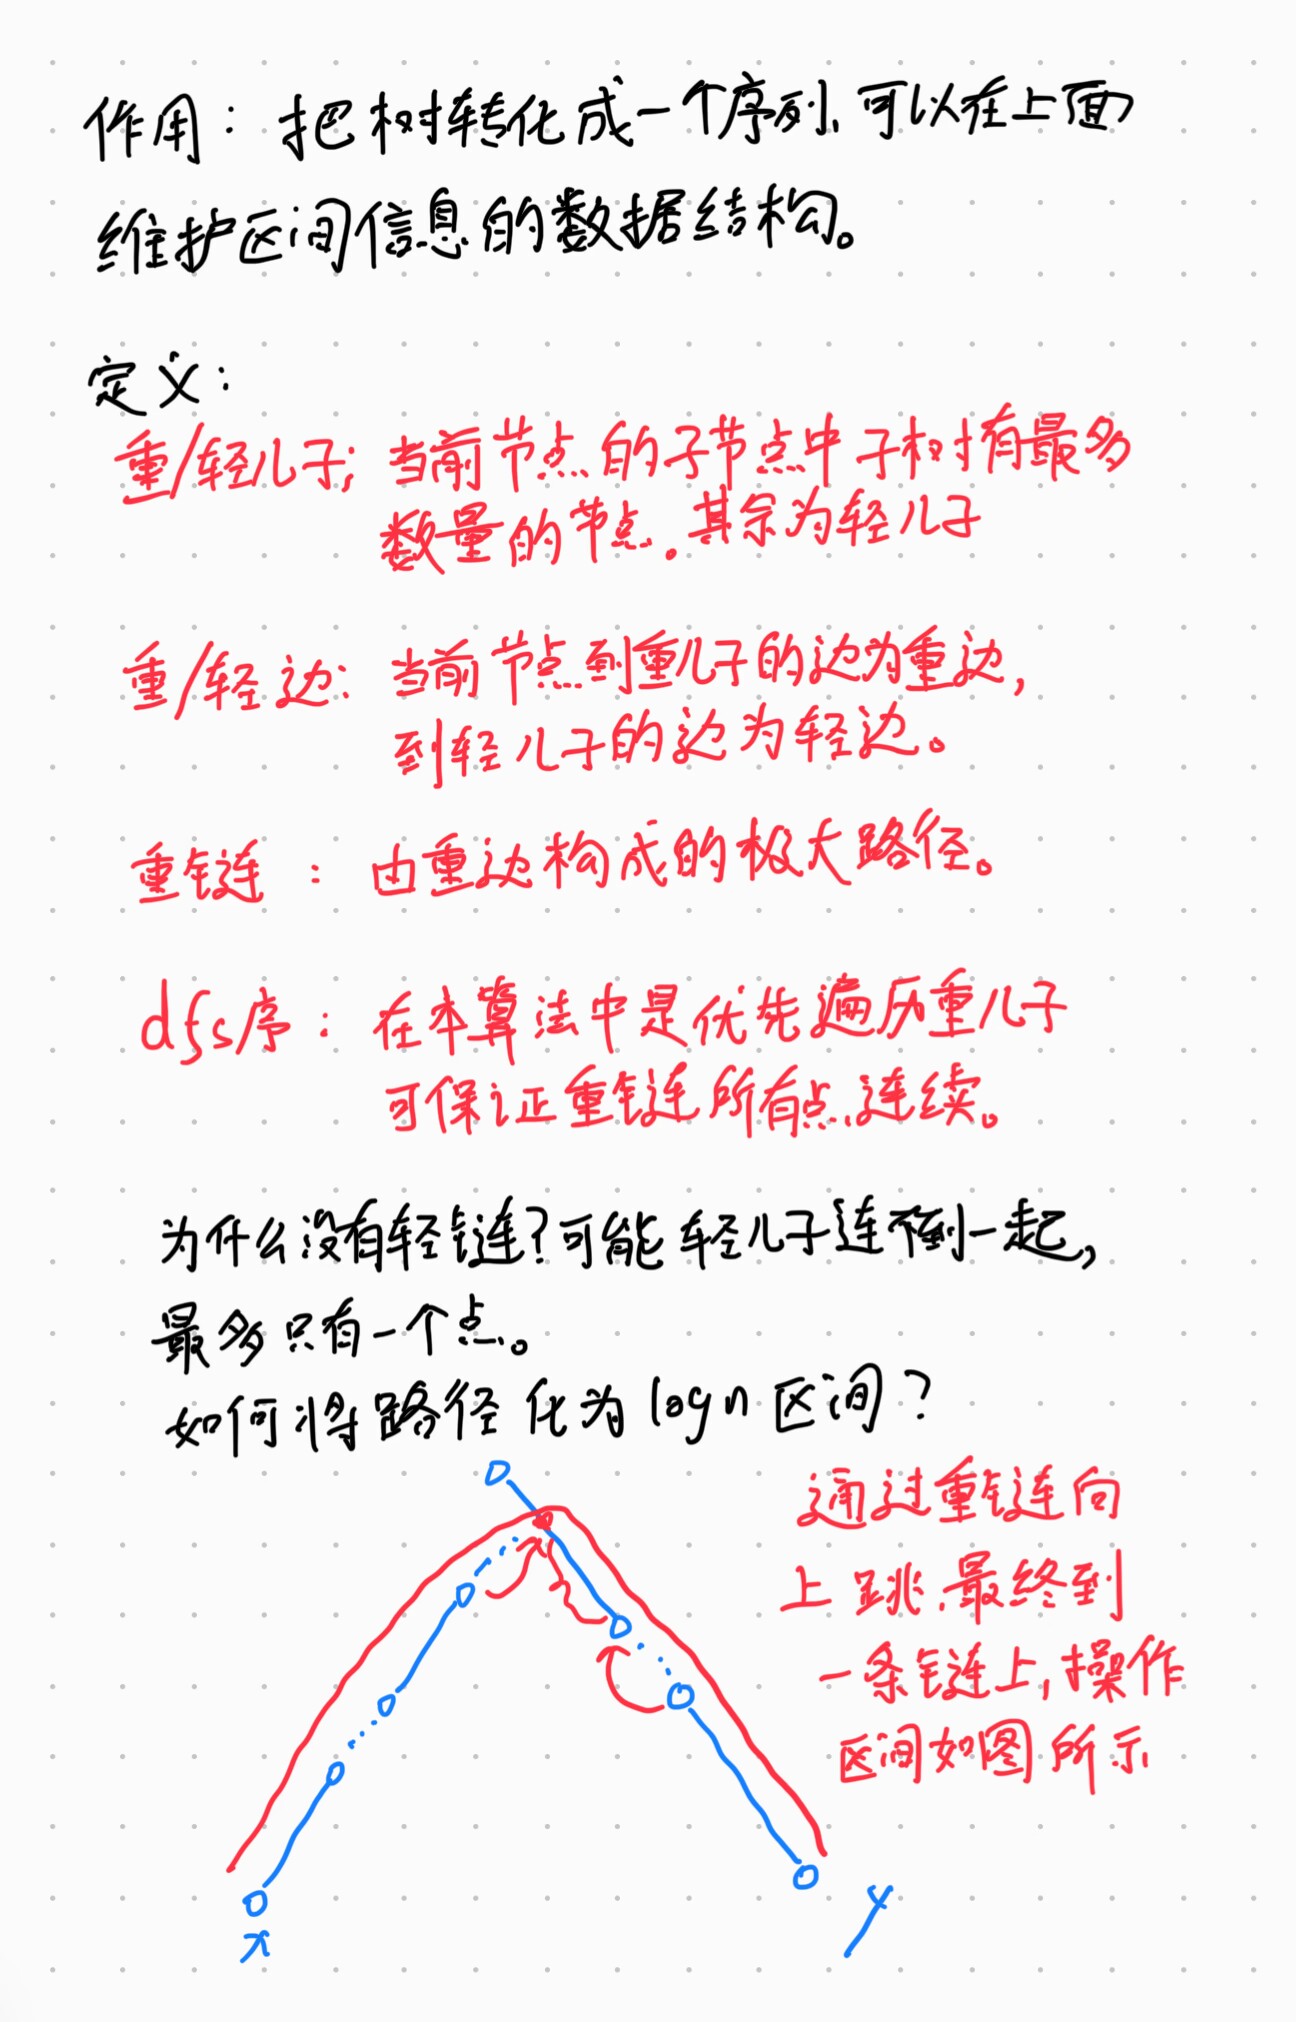 作用：把树转化成一个序列，可以在上面
维护区间信息的数据结构。
定义：
重/轻儿子：当前节点的子节点中子树有最多
数量的节点。其余为轻儿子
重/轻边：当前节点到重儿子的边为重边，
到轻儿子的边为轻边。
重链：由重边构成的极大路径。
dfs序：在本算法中是优先遍历重儿子
可保证重链所有点连续。
为什么没有轻链？可能轻儿子连不到一起，
最多只有一个点。
如何将路径化为logn区间？
通过重链向
上跳，最终到
一条链上，操作
区间如图所示
x
y